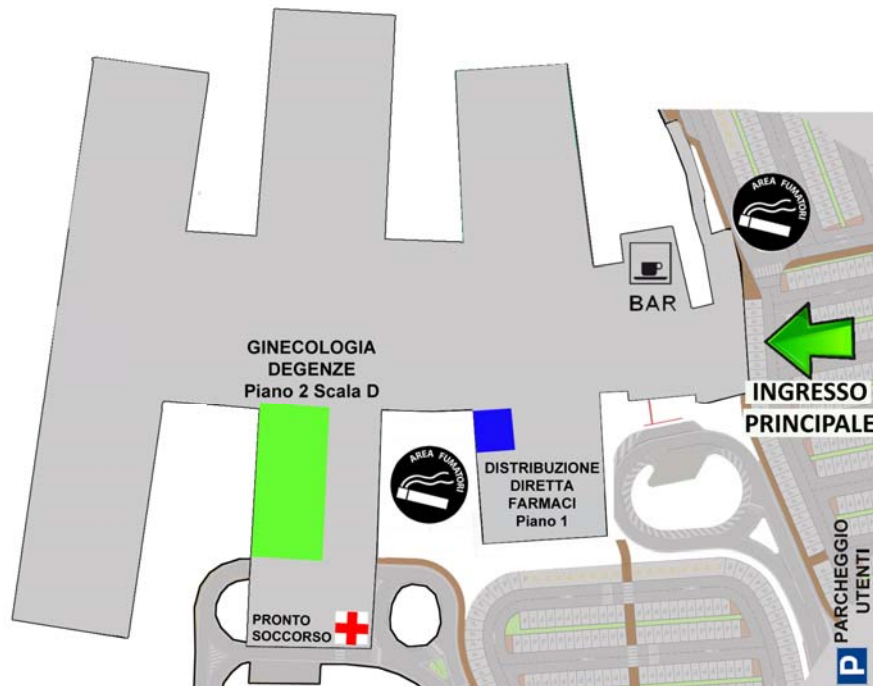 AREA FUMATORI
BAR
GINECOLOGIA
DEGENZE
Piano 2 Scala D
INGRESSO
PRINCIPALE
AREA FUMATORI
DISTRIBUZIONE
DIRETTA
FARMACI
Piano 1
PRONTO
SOCCORSO
P PARCHEGGIO
UTENTI